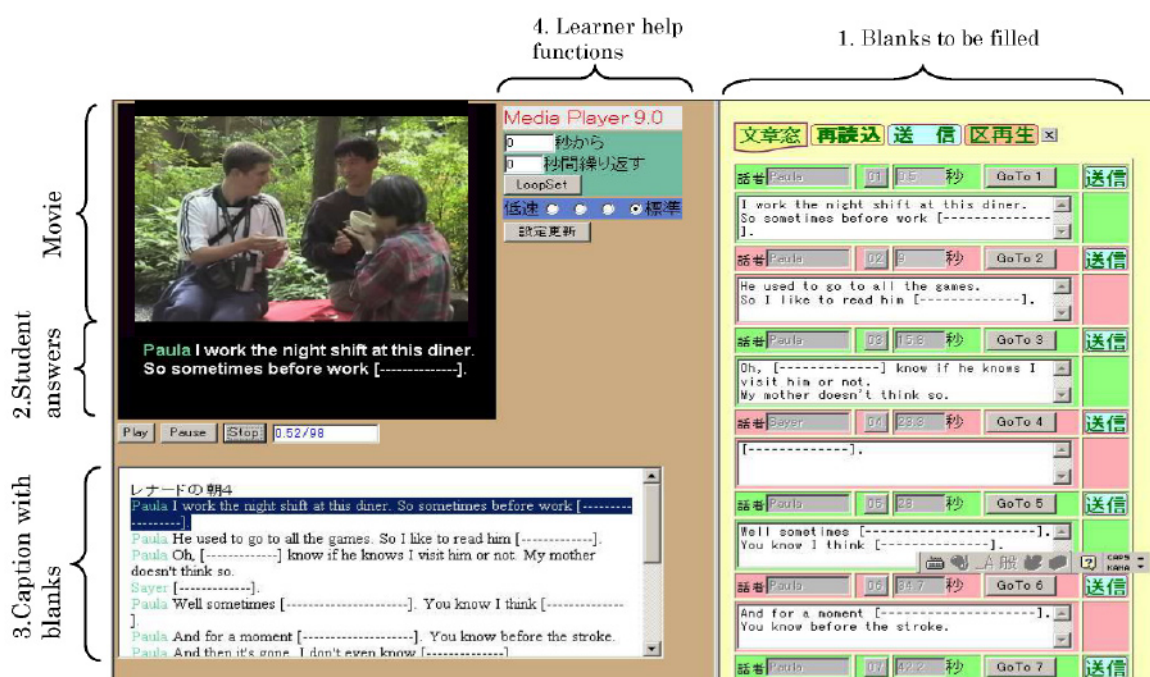 4. Learner help
functions
1. Blanks to be filled
Movie
2.Student
answers
3.Caption with
blanks
Paula I work the night shift at this diner.
So sometimes before work [--------------].
Play Pause Stop 0.52/98
Media Player 9.0
0 秒から
0 秒間繰り返す
LoopSet
低速 標準
設定更新
レナードの朝4
Paula I work the night shift at this diner. So sometimes before work [---------
---------].
Paula He used to go to all the games. So I like to read him [-------------].
Paula Oh, [-------------] know if he knows I visit him or not. My mother
doesn't think so.
Sayer [-------------].
Paula Well sometimes [----------------------]. You know I think [--------------
].
Paula And for a moment [--------------------]. You know before the stroke.
Paula And then it's gone. I don't even know [--------------]
文章窓 再読込 送 信 区再生 ×
話者 Paula 01 0.5 秒 GoTo 1 送信
I work the night shift at this diner.
So sometimes before work [--------------
].
話者 Paula 02 9 秒 GoTo 2 送信
He used to go to all the games.
So I like to read him [-------------].
話者 Paula 03 15.8 秒 GoTo 3 送信
Oh, [-------------] know if he knows I
visit him or not.
My mother doesn't think so.
話者 Sayer 04 23.3 秒 GoTo 4 送信
[-------------].
話者 Paula 05 28 秒 GoTo 5 送信
Well sometimes [----------------------].
You know I think [--------------].
_A 般 CAPS
KANA
話者 Paula 06 34.7 秒 GoTo 6 送信
And for a moment [--------------------].
You know before the stroke.
話者 Paula 07 42.2 秒 GoTo 7 送信